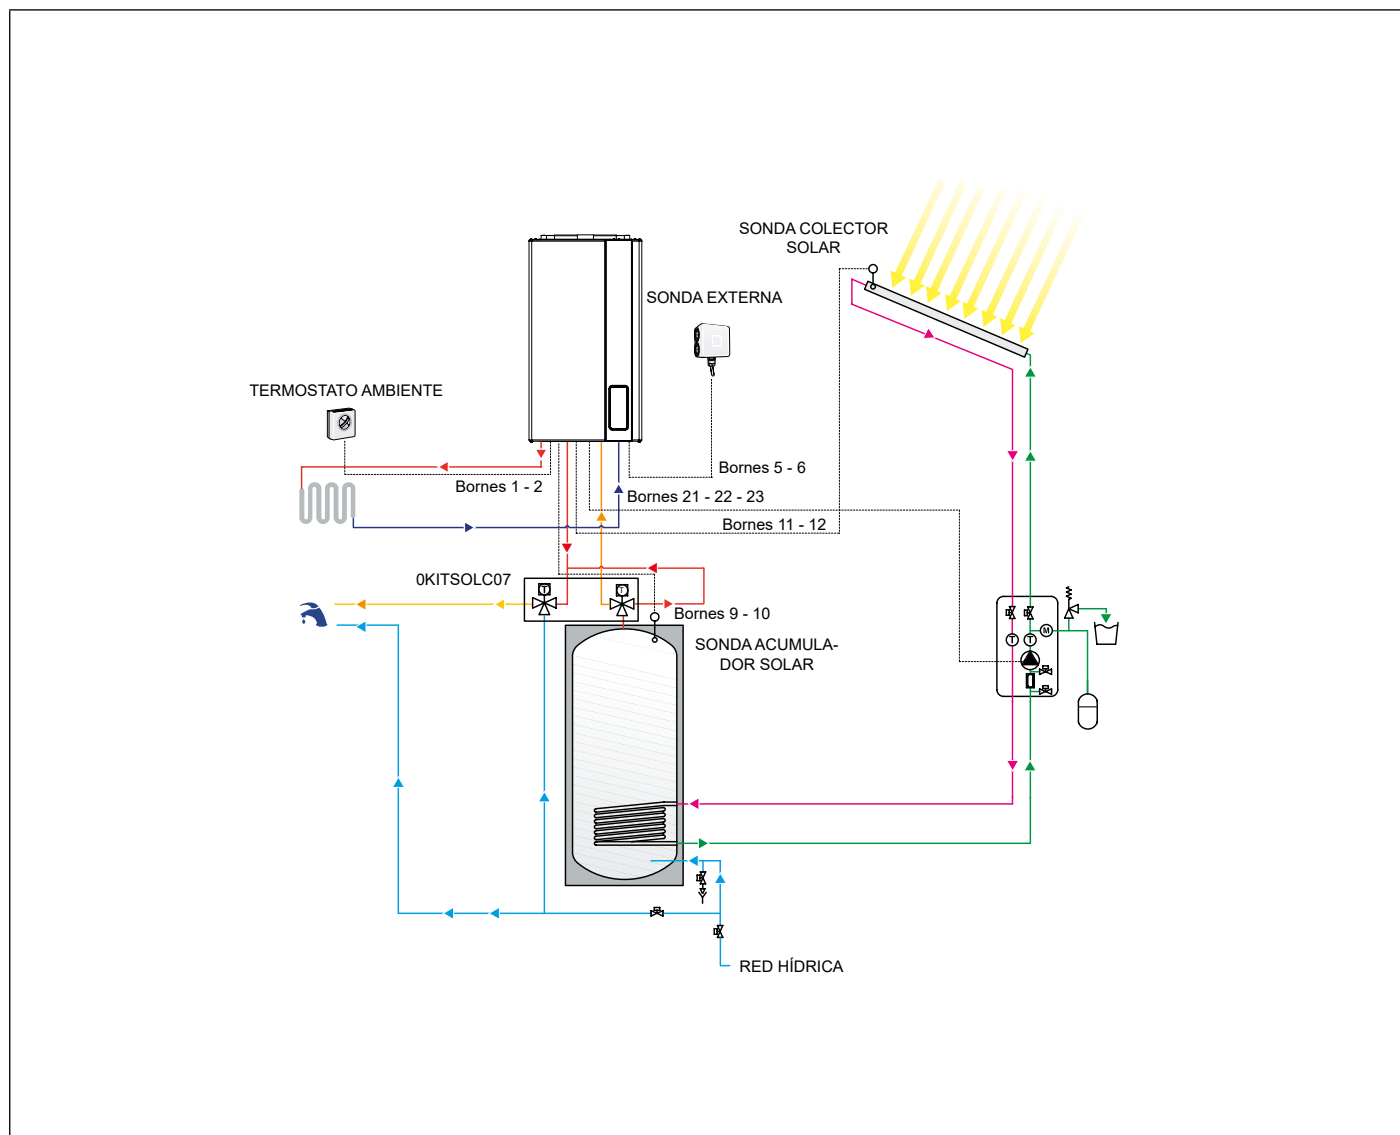 SONDA COLECTOR
SOLAR
SONDA EXTERNA
TERMOSTATO AMBIENTE
Bornes 5 - 6
Bornes 1 - 2
Bornes 21 - 22 - 23
Bornes 11 - 12
0KITSOLC07
T
T
Bornes 9 - 10
SONDA ACUMULA-
DOR SOLAR
T
T
M
RED HÍDRICA